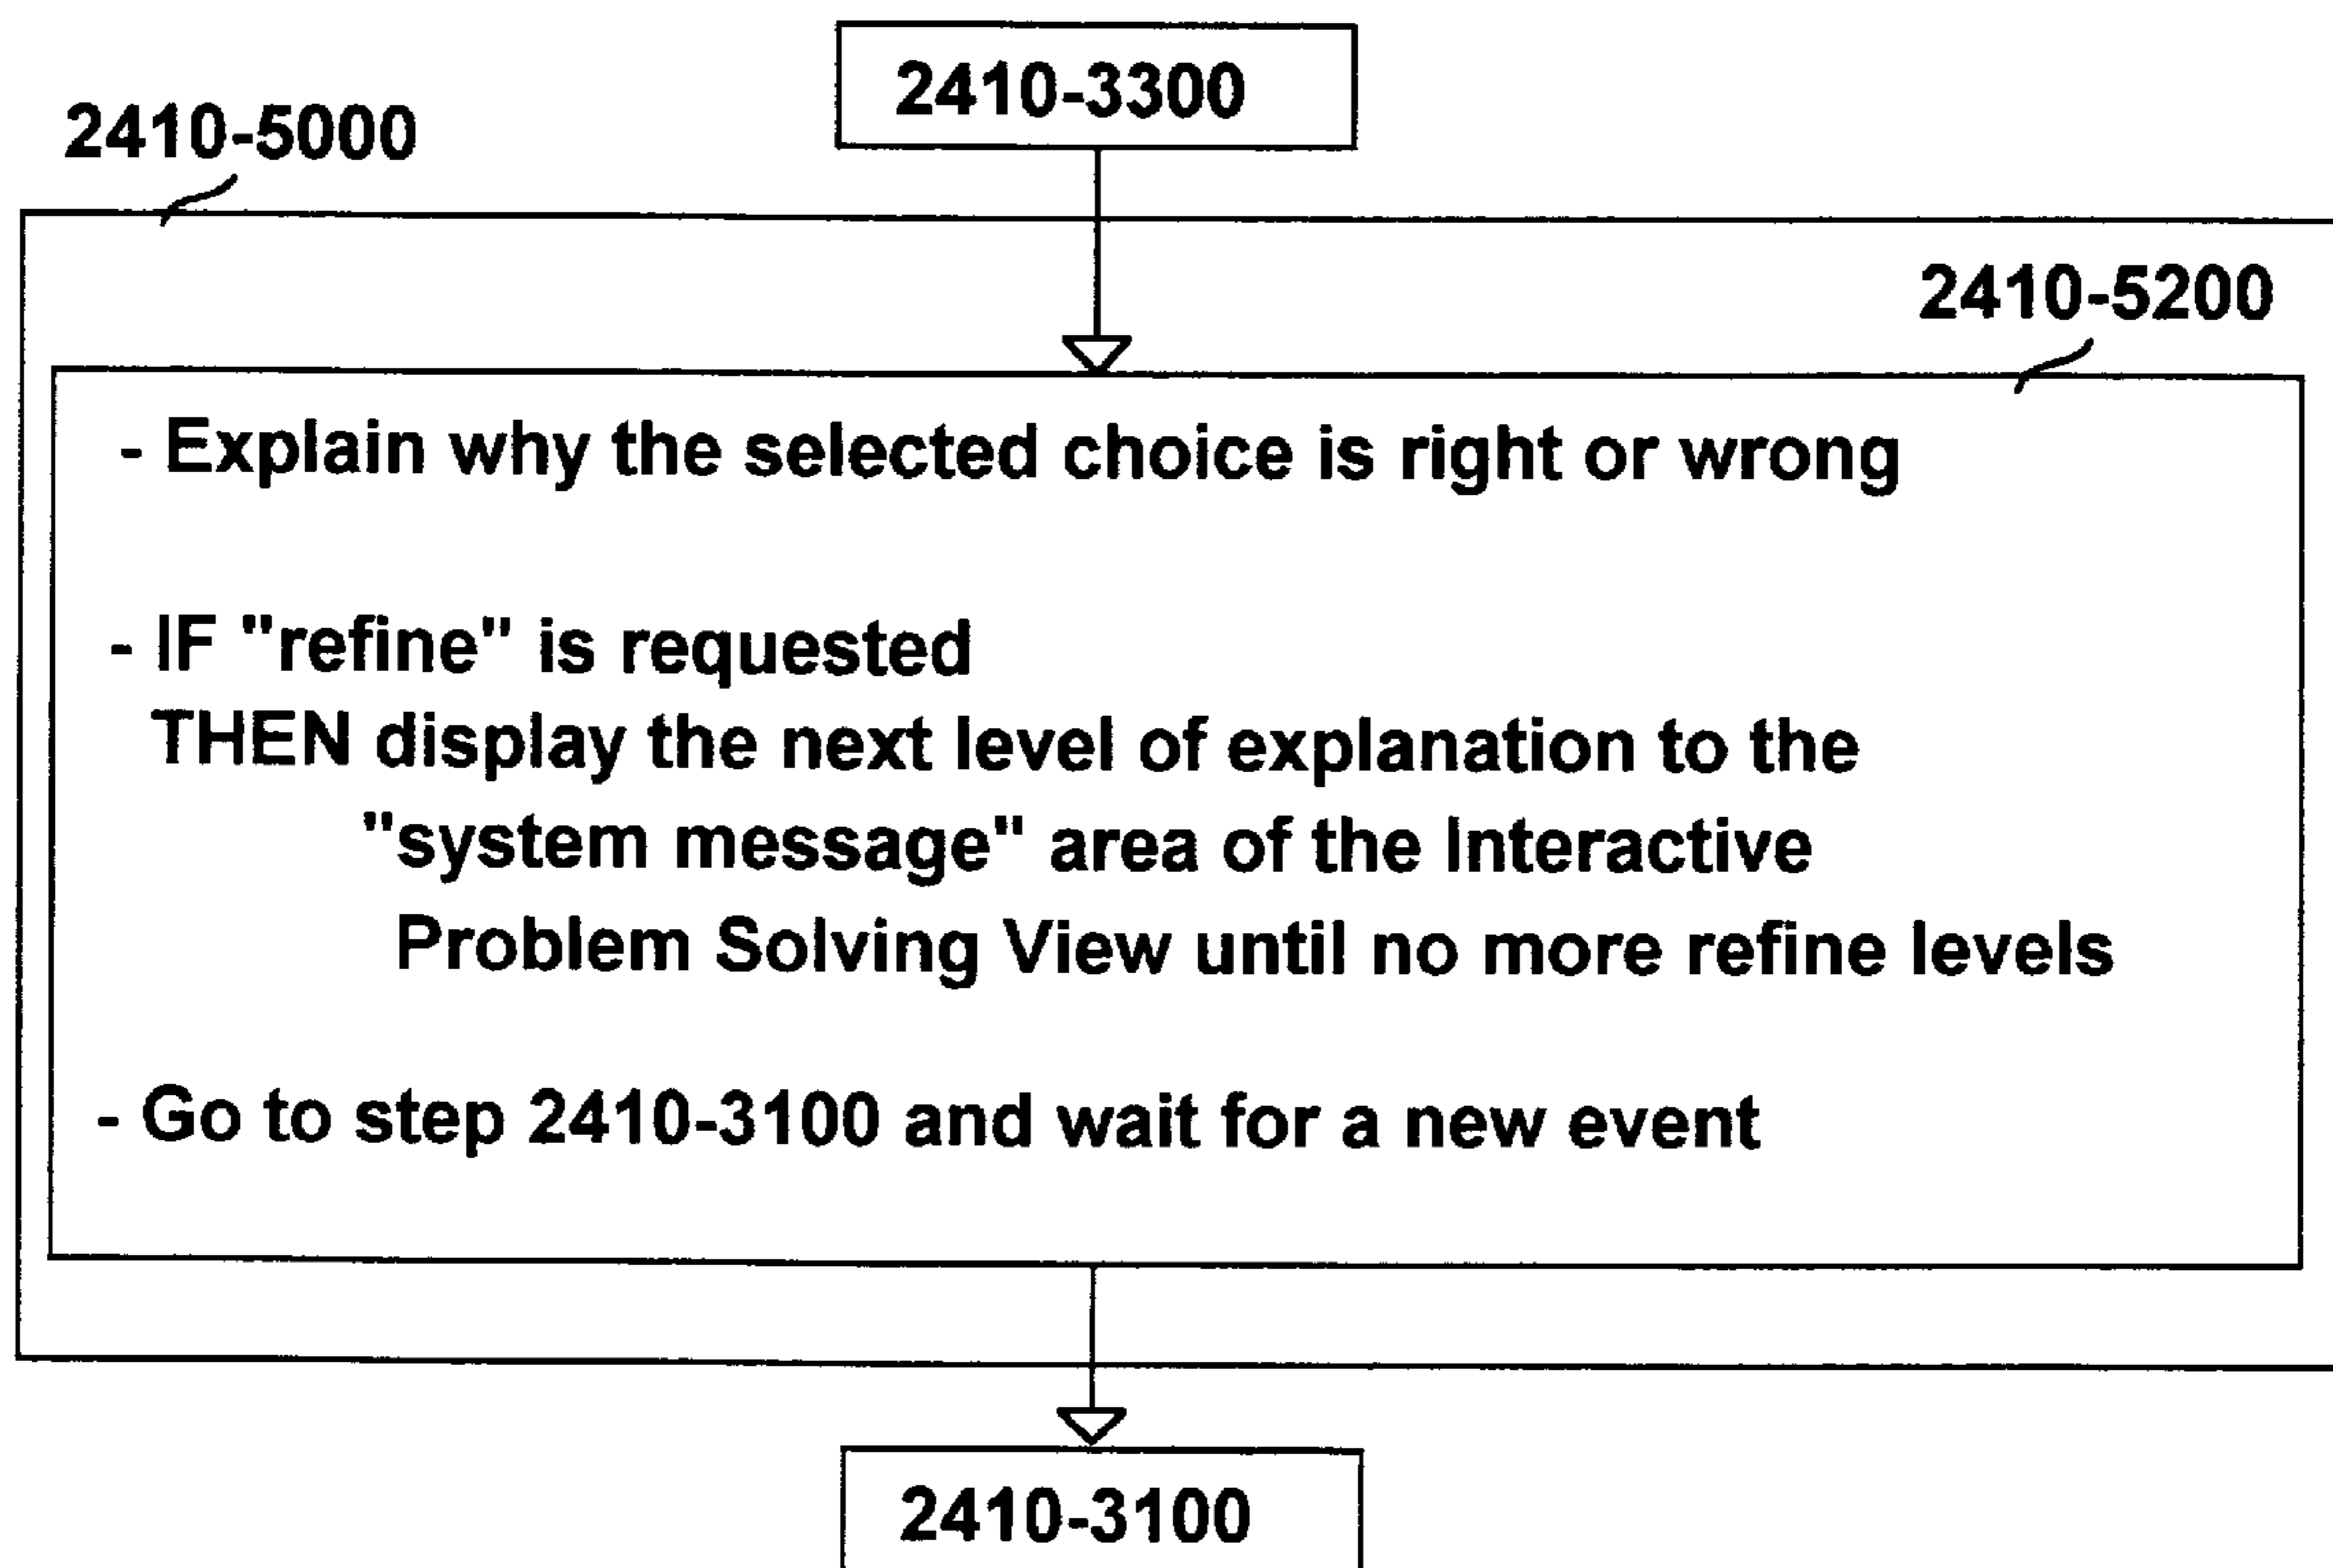 2410-3300
2410-5000
2410-5200
- Explain why the selected choice is right or wrong
- IF "refine" is requested
THEN display the next level of explanation to the
"system message" area of the Interactive
Problem Solving View until no more refine levels
- Go to step 2410-3100 and wait for a new event
2410-3100